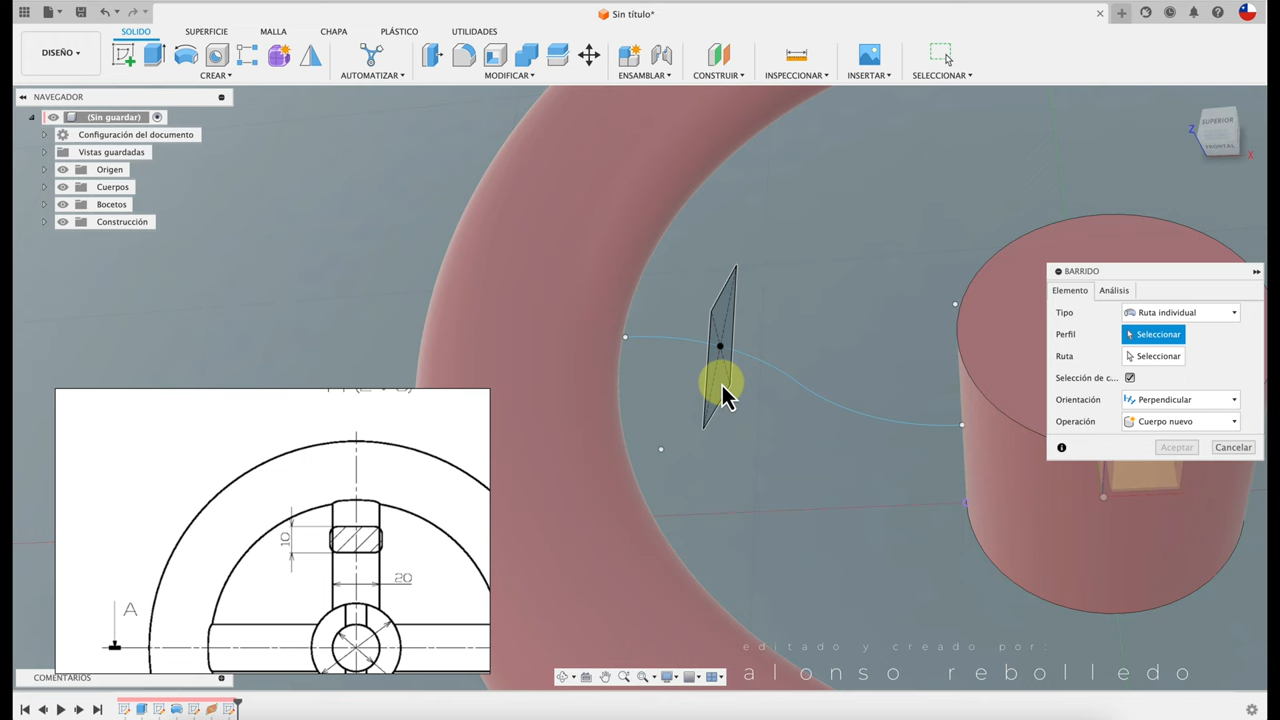 Sin título*
DISEÑO
SOLIDO
SUPERFICIE
MALLA
CHAPA
PLÁSTICO
UTILIDADES
CREAR
AUTOMATIZAR
MODIFICAR
ENSAMBLAR
CONSTRUIR
INSPECCIONAR
INSERTAR
SELECCIONAR
NAVEGADOR
(Sin guardar)
Configuración del documento
Vistas guardadas
Origen
Cuerpos
Bocetos
Construcción
SUPERIOR
FRONTAL
Z
X
BARRIDO
Elemento
Análisis
Tipo
Ruta individual
Perfil
Seleccionar
Ruta
Seleccionar
Selección de c...
Orientación
Perpendicular
Operación
Cuerpo nuevo
Aceptar
Cancelar
10
20
A
editado y creado por:
alonso rebolledo
COMENTARIOS